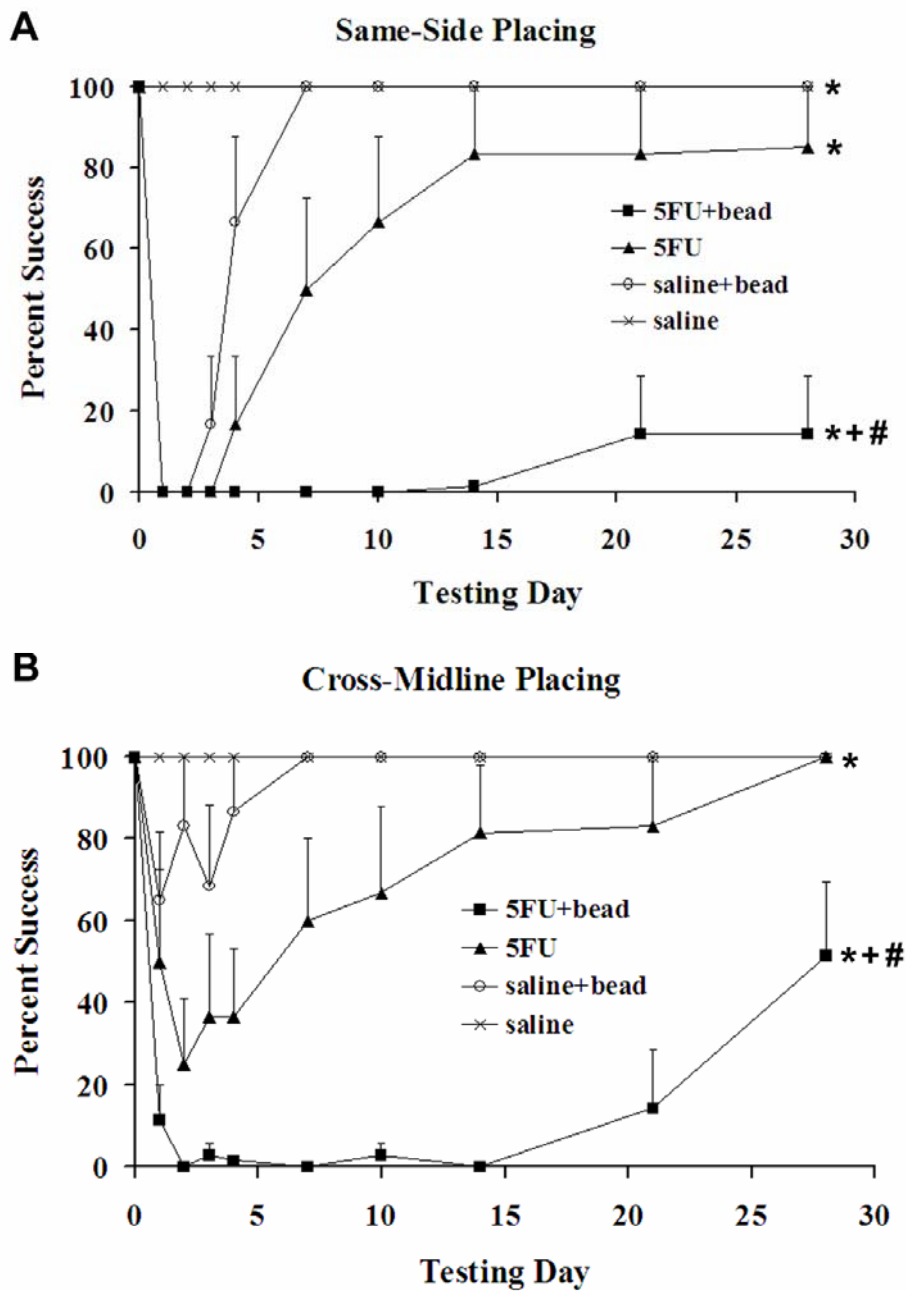 A
Same-Side Placing
100
80
60
40
20
0
Percent Success
*
*
5FU+bead
5FU
saline+bead
saline
*+#
0 5 10 15 20 25 30
Testing Day
B
Cross-Midline Placing
100
80
60
40
20
0
Percent Success
*
5FU+bead
5FU
saline+bead
saline
*+#
0 5 10 15 20 25 30
Testing Day